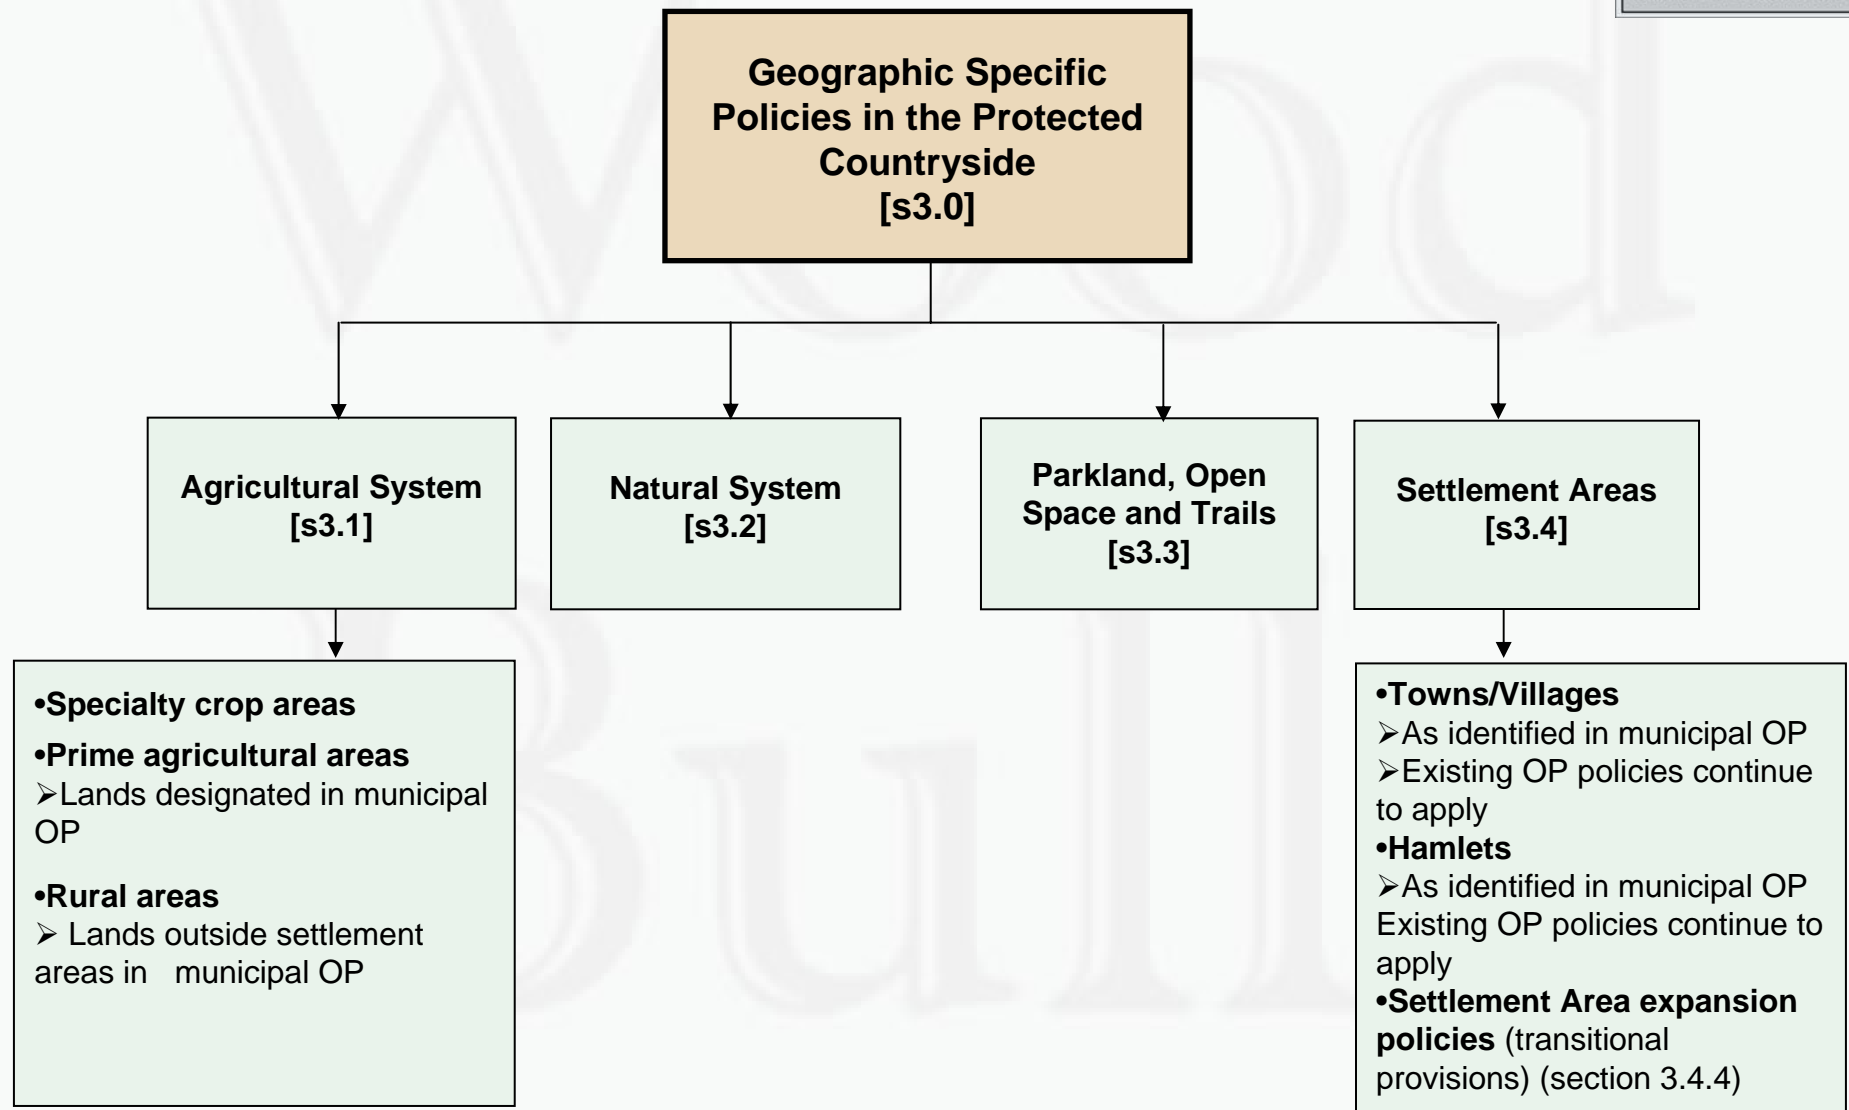 Geographic Specific
Policies in the Protected
Countryside
[s3.0]
Agricultural System
[s3.1]
Natural System
[s3.2]
Parkland, Open
Space and Trails
[s3.3]
Settlement Areas
[s3.4]
•Specialty crop areas
•Prime agricultural areas
➢Lands designated in municipal
OP
•Rural areas
➢ Lands outside settlement
areas in municipal OP
•Towns/Villages
➢As identified in municipal OP
➢Existing OP policies continue
to apply
•Hamlets
➢As identified in municipal OP
Existing OP policies continue to
apply
•Settlement Area expansion
policies (transitional
provisions) (section 3.4.4)
Wood
Bull